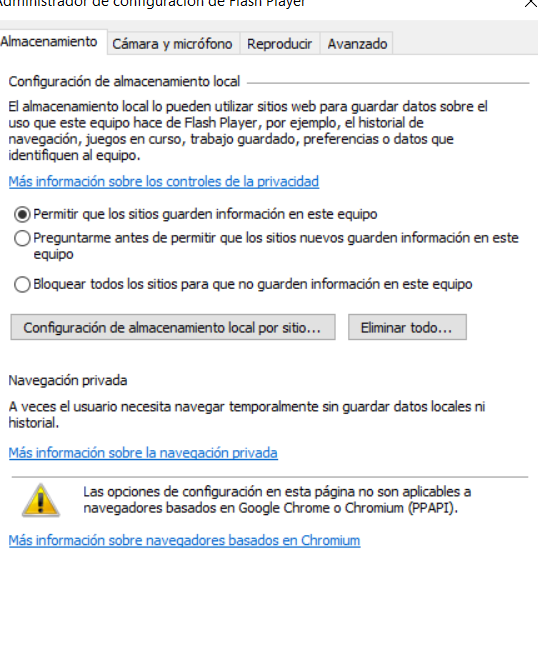 Administrador de configuración de Flash Player
Almacenamiento
Cámara y micrófono
Reproducir
Avanzado
Configuración de almacenamiento local
El almacenamiento local lo pueden utilizar sitios web para guardar datos sobre el
uso que este equipo hace de Flash Player, por ejemplo, el historial de
navegación, juegos en curso, trabajo guardado, preferencias o datos que
identifiquen al equipo.
Más información sobre los controles de la privacidad
Permitir que los sitios guarden información en este equipo
Preguntarme antes de permitir que los sitios nuevos guarden información en este
equipo
Bloquear todos los sitios para que no guarden información en este equipo
Configuración de almacenamiento local por sitio...
Eliminar todo...
Navegación privada
A veces el usuario necesita navegar temporalmente sin guardar datos locales ni
historial.
Más información sobre la navegación privada
Las opciones de configuración en esta página no son aplicables a
navegadores basados en Google Chrome o Chromium (PPAPI).
Más información sobre navegadores basados en Chromium